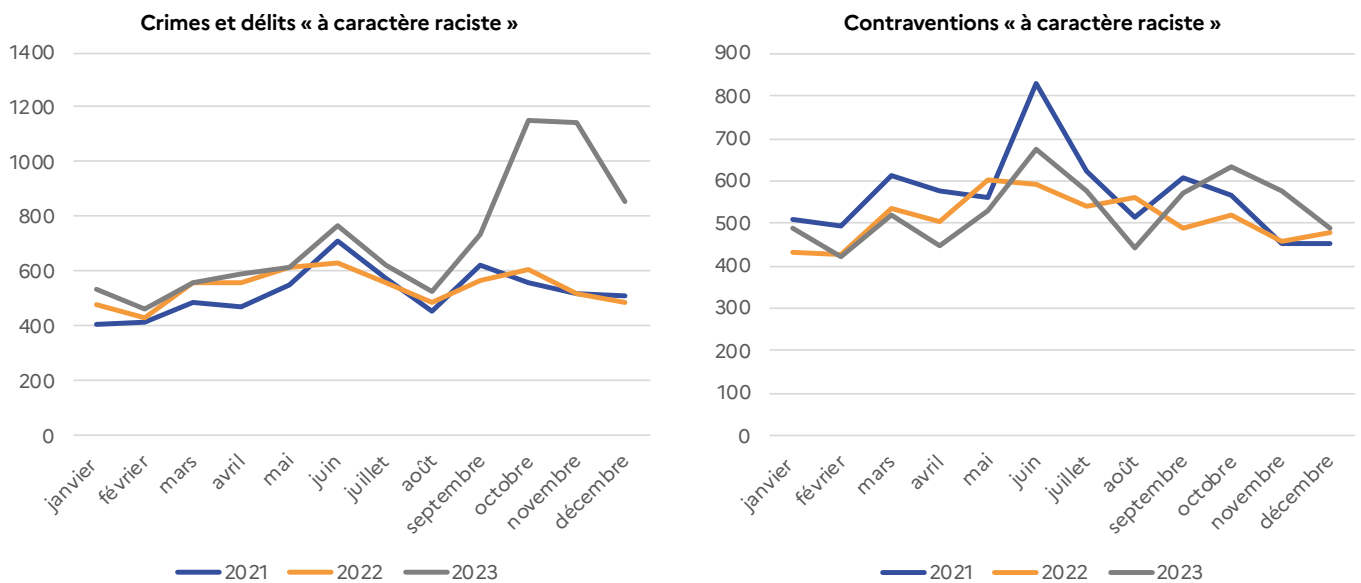 Crimes et délits « à caractère raciste »
1400
1200
1000
800
600
400
200
0
janvier
février
mars
avril
mai
juin
juillet
août
septembre
octobre
novembre
décembre
2021 2022 2023
Contraventions « à caractère raciste »
900
800
700
600
500
400
300
200
100
0
janvier
février
mars
avril
mai
juin
juillet
août
septembre
octobre
novembre
décembre
2021 2022 2023